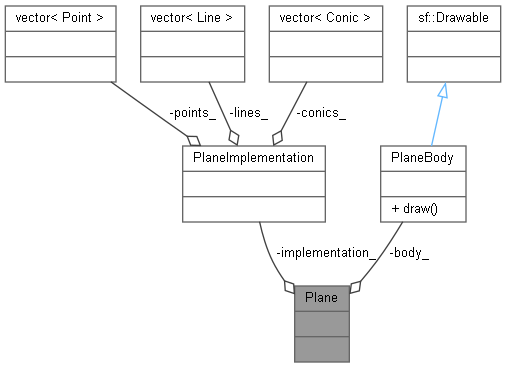 vector< Point >
vector< Line >
vector< Conic >
sf::Drawable
-points_
-lines_
-conics_
PlaneImplementation
PlaneBody
+ draw()
-implementation_
-body_
Plane